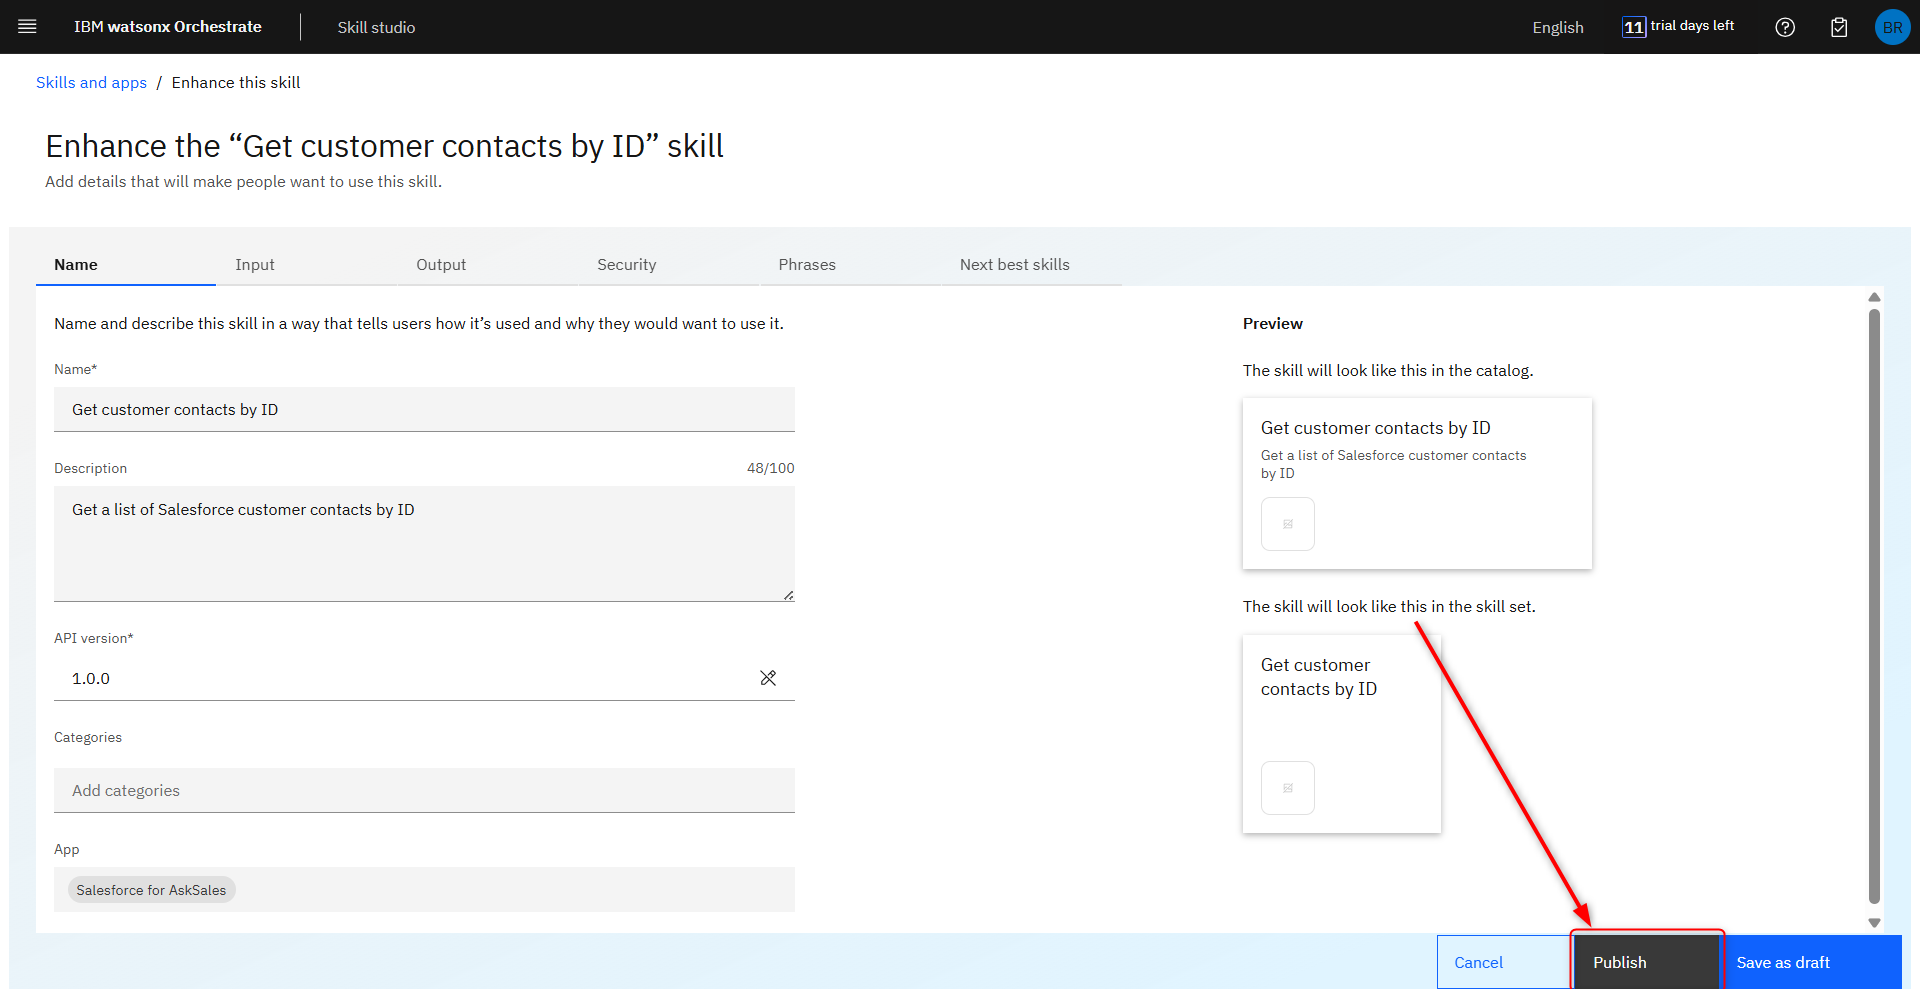 IBM watsonx Orchestrate
Skill studio
English
11 trial days left
BR
Skills and apps / Enhance this skill
Enhance the “Get customer contacts by ID” skill
Add details that will make people want to use this skill.
Name
Input
Output
Security
Phrases
Next best skills
Name and describe this skill in a way that tells users how it’s used and why they would want to use it.
Name*
Get customer contacts by ID
Description
48/100
Get a list of Salesforce customer contacts by ID
API version*
1.0.0
Categories
Add categories
App
Salesforce for AskSales
Preview
The skill will look like this in the catalog.
Get customer contacts by ID
Get a list of Salesforce customer contacts
by ID
The skill will look like this in the skill set.
Get customer
contacts by ID
Cancel
Publish
Save as draft